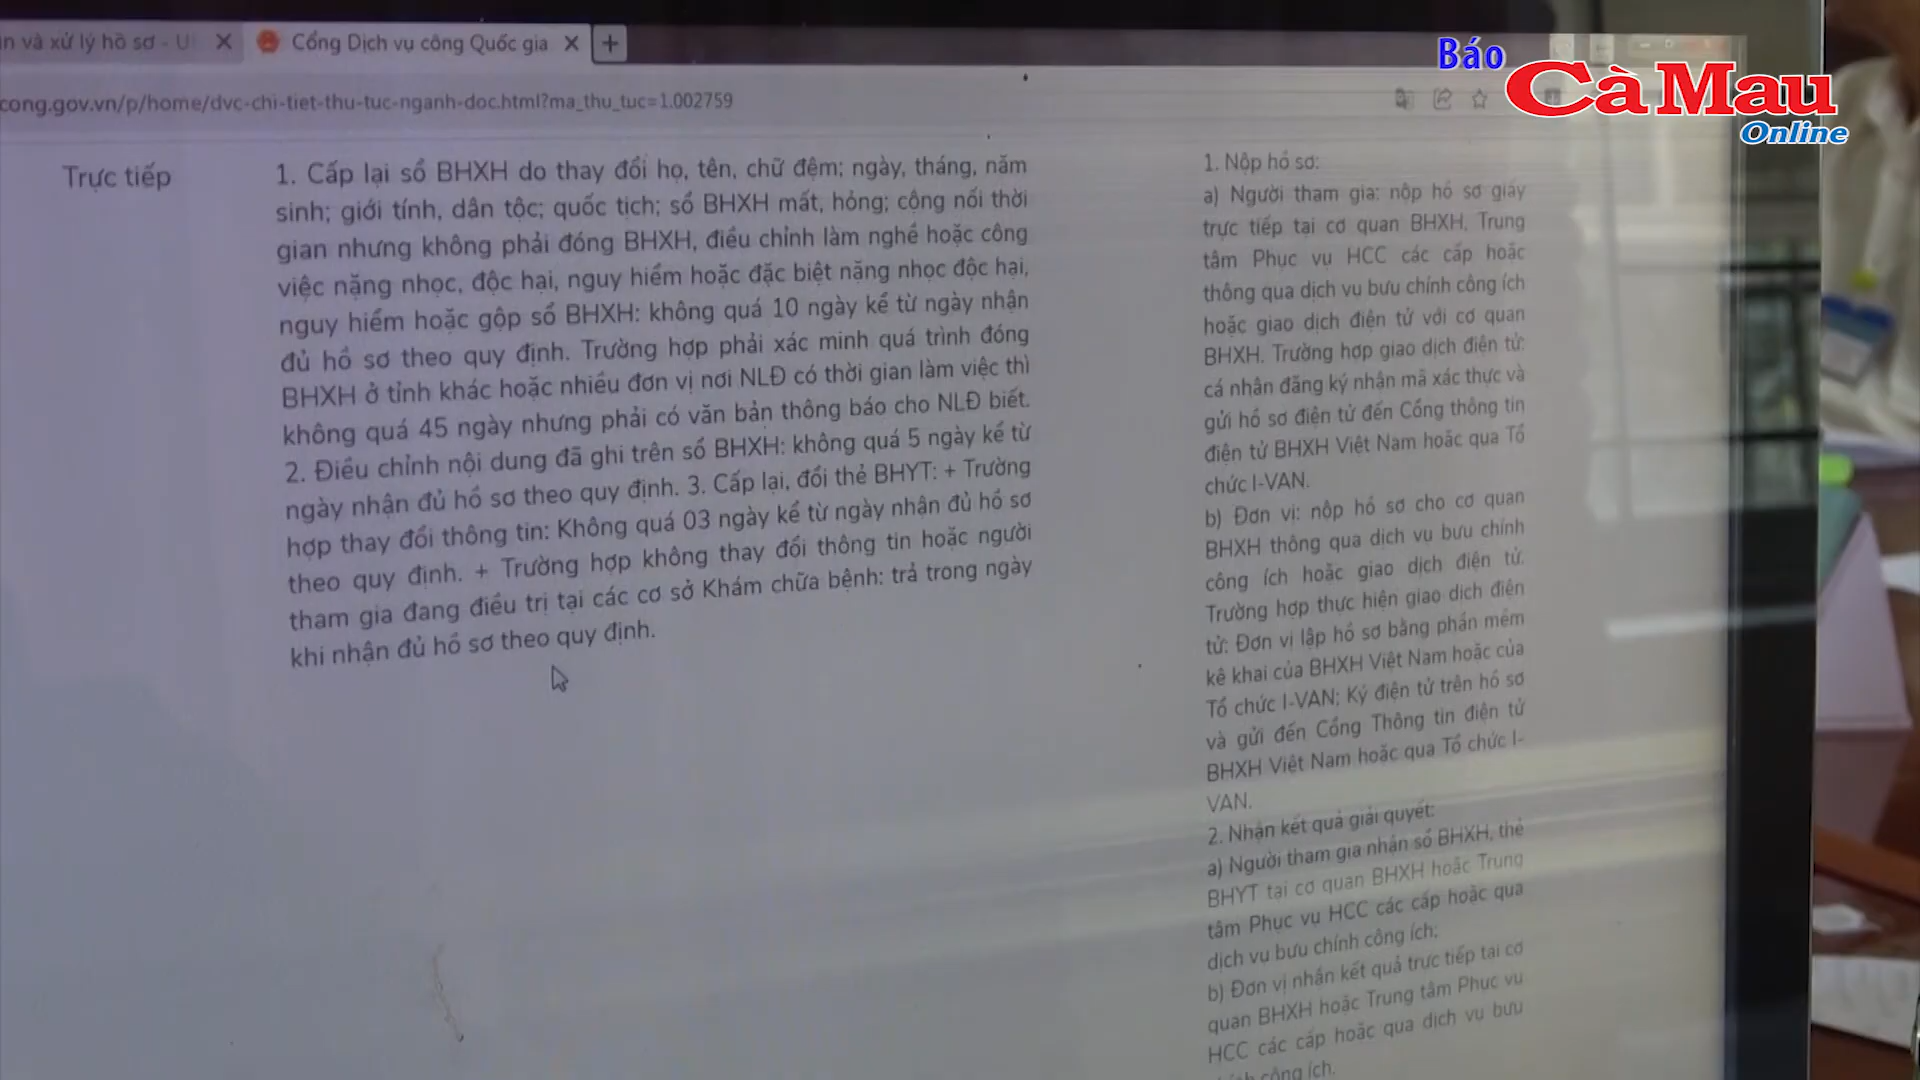 n và xử lý hồ sơ - U
Cổng Dịch vụ công Quốc gia
cong.gov.vn/p/home/dvc-chi-tiet-thu-tuc-nganh-doc.html?ma_thu_tuc=1.002759
Báo
Cà Mau
Online
Trực tiếp
1. Cấp lại sổ BHXH do thay đổi họ, tên, chữ đệm; ngày, tháng, năm
sinh; giới tính, dân tộc; quốc tịch; sổ BHXH mất, hỏng; cộng nối thời
gian nhưng không phải đóng BHXH, điều chỉnh làm nghề hoặc công
việc nặng nhọc, độc hại, nguy hiểm hoặc đặc biệt nặng nhọc độc hại,
nguy hiểm hoặc gộp sổ BHXH: không quá 10 ngày kể từ ngày nhận
đủ hồ sơ theo quy định. Trường hợp phải xác minh quá trình đóng
BHXH ở tỉnh khác hoặc nhiều đơn vị nơi NLĐ có thời gian làm việc thì
không quá 45 ngày nhưng phải có văn bản thông báo cho NLĐ biết.
2. Điều chỉnh nội dung đã ghi trên sổ BHXH: không quá 5 ngày kể từ
ngày nhận đủ hồ sơ theo quy định. 3. Cấp lại, đổi thẻ BHYT: + Trường
hợp thay đổi thông tin: Không quá 03 ngày kể từ ngày nhận đủ hồ sơ
theo quy định. + Trường hợp không thay đổi thông tin hoặc người
tham gia đang điều trị tại các cơ sở Khám chữa bệnh: trả trong ngày
khi nhận đủ hồ sơ theo quy định.
1. Nộp hồ sơ:
a) Người tham gia: nộp hồ sơ giấy
trực tiếp tại cơ quan BHXH, Trung
tâm Phục vụ HCC các cấp hoặc
thông qua dịch vụ bưu chính công ích
hoặc giao dịch điện tử với cơ quan
BHXH. Trường hợp giao dịch điện tử:
cá nhân đăng ký nhận mã xác thực và
gửi hồ sơ điện tử đến Cổng thông tin
điện tử BHXH Việt Nam hoặc qua Tổ
chức I-VAN.
b) Đơn vị: nộp hồ sơ cho cơ quan
BHXH thông qua dịch vụ bưu chính
công ích hoặc giao dịch điện tử.
Trường hợp thực hiện giao dịch điện
tử: Đơn vị lập hồ sơ bằng phần mềm
kê khai của BHXH Việt Nam hoặc của
Tổ chức I-VAN; Ký điện tử trên hồ sơ
và gửi đến Cổng Thông tin điện tử
BHXH Việt Nam hoặc qua Tổ chức I-
VAN.
2. Nhận kết quả giải quyết:
a) Người tham gia nhận sổ BHXH, thẻ
BHYT tại cơ quan BHXH hoặc Trung
tâm Phục vụ HCC các cấp hoặc qua
dịch vụ bưu chính công ích;
b) Đơn vị nhận kết quả trực tiếp tại cơ
quan BHXH hoặc Trung tâm Phục vụ
HCC các cấp hoặc qua dịch vụ bưu
công ích.